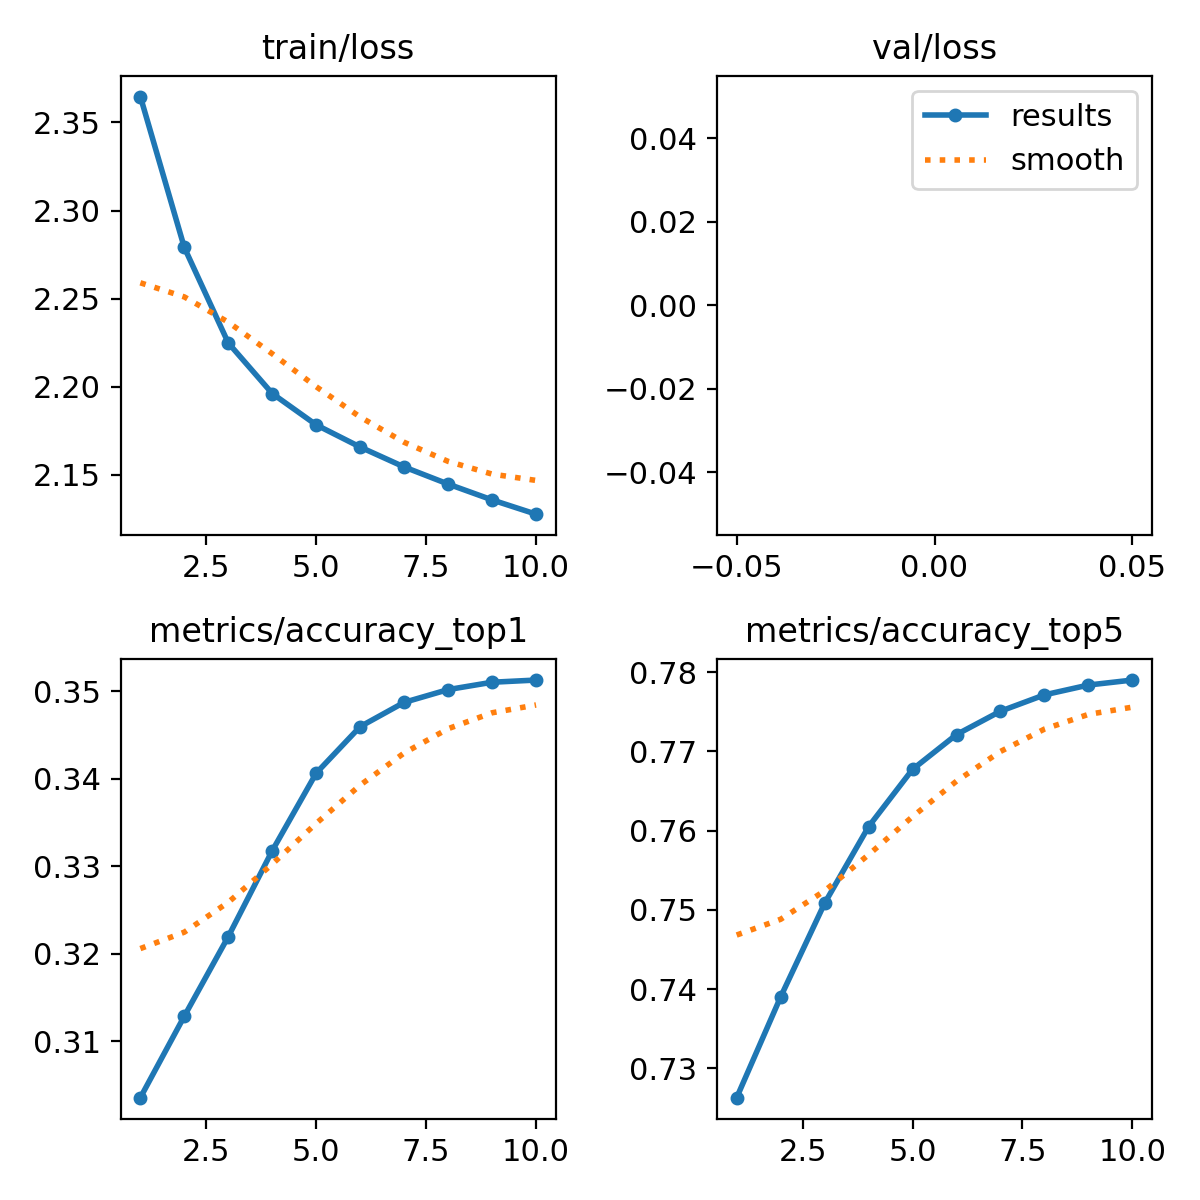 train/loss
2.35
2.30
2.25
2.20
2.15
2.5 5.0 7.5 10.0
val/loss
results
smooth
0.04
0.02
0.00
−0.02
−0.04
−0.05 0.00 0.05
metrics/accuracy_top1
0.35
0.34
0.33
0.32
0.31
2.5 5.0 7.5 10.0
metrics/accuracy_top5
0.78
0.77
0.76
0.75
0.74
0.73
2.5 5.0 7.5 10.0